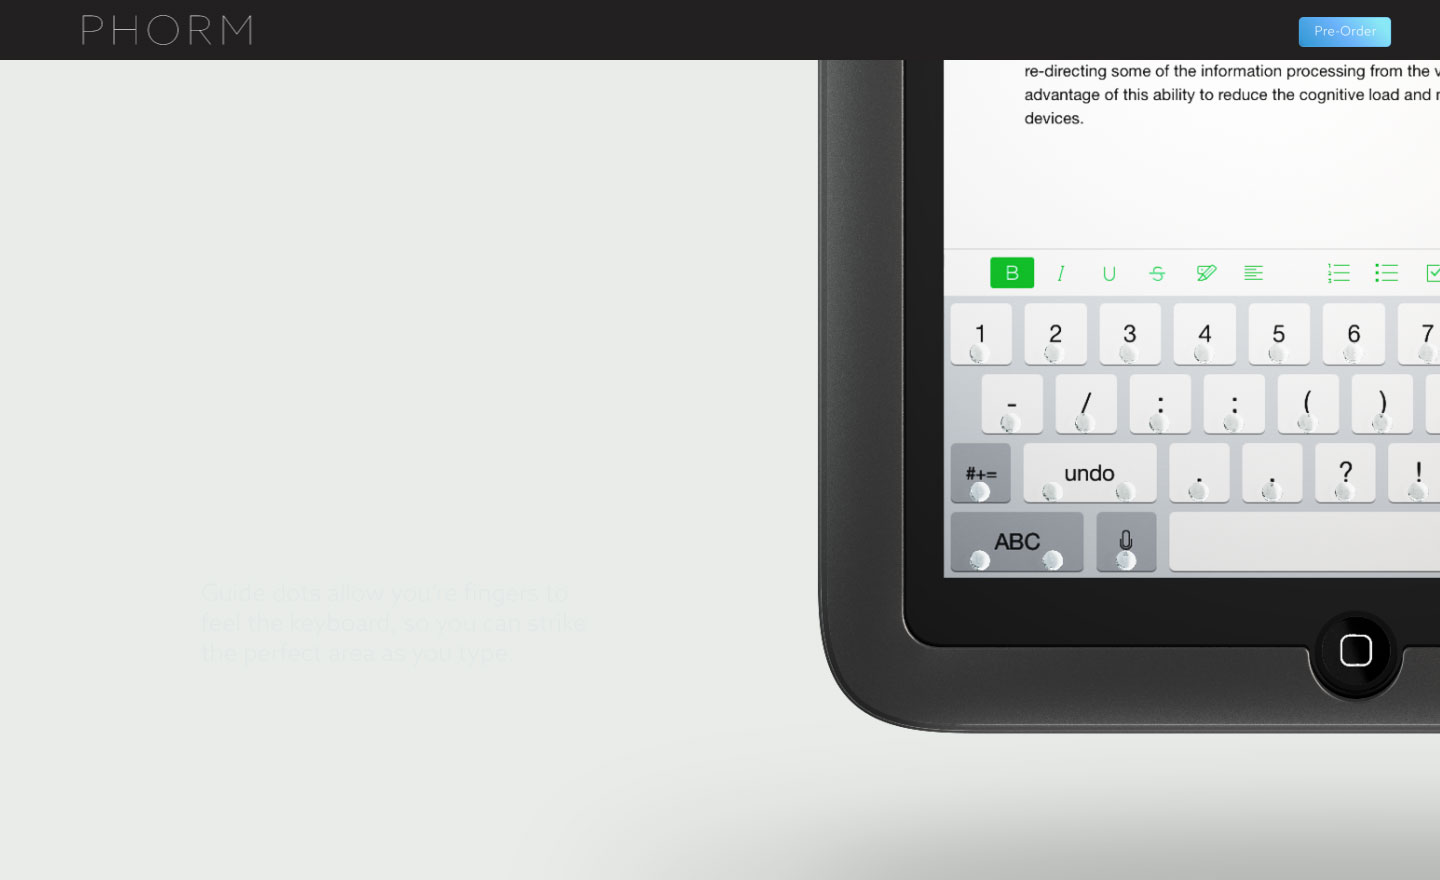 PHORM
Pre-Order
re-directing some of the information processing from the
advantage of this ability to reduce the cognitive load and
devices.
B I U S
1 2 3 4 5 6 7
- / : ( )
#+= undo . ? !
ABC
Guide dots allow you're fingers to
feel the keyboard, so you can strike
the perfect area as you type.